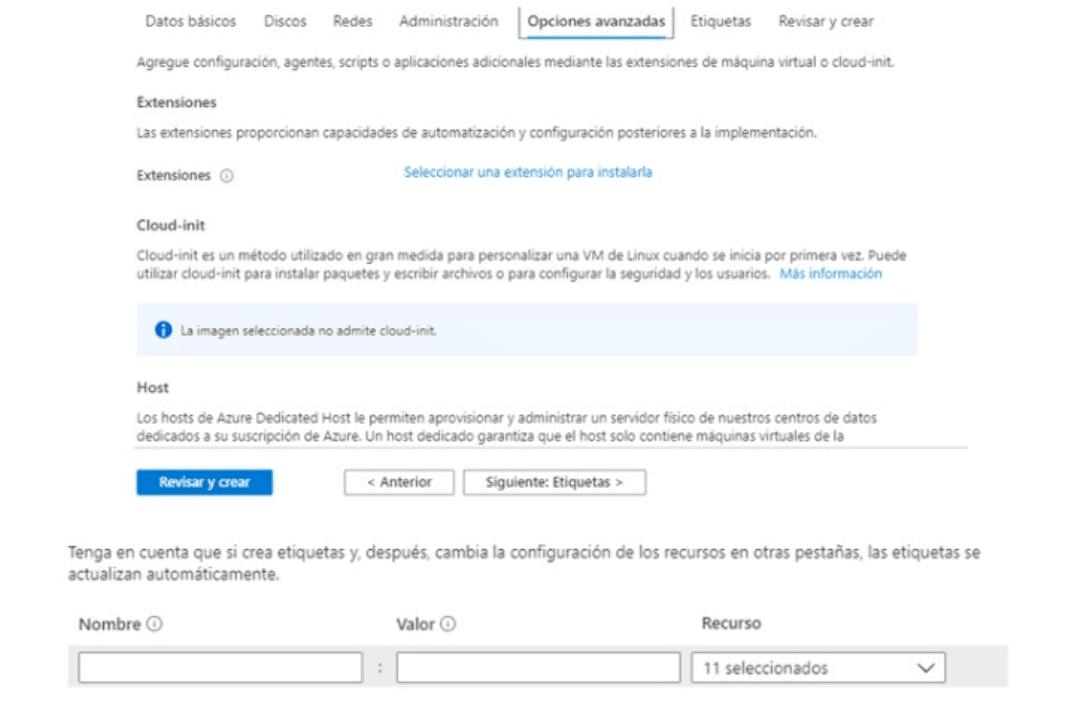 Datos básicos Discos Redes Administración Opciones avanzadas Etiquetas Revisar y crear
Agregue configuración, agentes, scripts o aplicaciones adicionales mediante las extensiones de máquina virtual o cloud-init.
Extensiones
Las extensiones proporcionan capacidades de automatización y configuración posteriores a la implementación.
Extensiones Seleccionar una extensión para instalarla
Cloud-init
Cloud-init es un método utilizado en gran medida para personalizar una VM de Linux cuando se inicia por primera vez. Puede
utilizar cloud-init para instalar paquetes y escribir archivos o para configurar la seguridad y los usuarios. Más información
La imagen seleccionada no admite cloud-init.
Host
Los hosts de Azure Dedicated Host le permiten aprovisionar y administrar un servidor físico de nuestros centros de datos
dedicados a su suscripción de Azure. Un host dedicado garantiza que el host solo contiene máquinas virtuales de la
Revisar y crear < Anterior Siguiente: Etiquetas >
Tenga en cuenta que si crea etiquetas y, después, cambia la configuración de los recursos en otras pestañas, las etiquetas se
actualizan automáticamente.
Nombre Valor Recurso
: 11 seleccionados